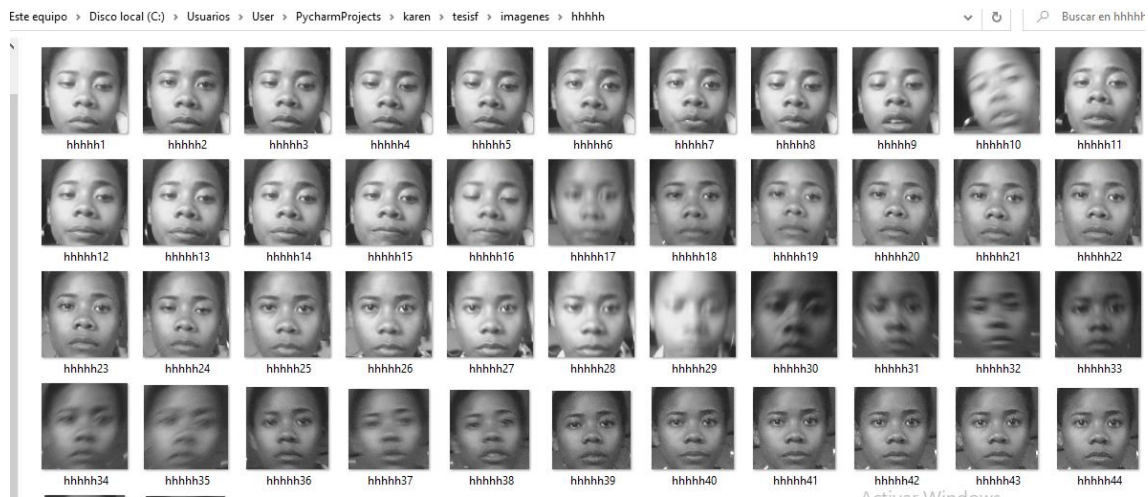 Este equipo > Disco local (C:) > Usuarios > User > PycharmProjects > karen > tesisf > imagenes > hhhhh
Buscar en hhhhh
hhhhh1 hhhhh2 hhhhh3 hhhhh4 hhhhh5 hhhhh6 hhhhh7 hhhhh8 hhhhh9 hhhhh10 hhhhh11
hhhhh12 hhhhh13 hhhhh14 hhhhh15 hhhhh16 hhhhh17 hhhhh18 hhhhh19 hhhhh20 hhhhh21 hhhhh22
hhhhh23 hhhhh24 hhhhh25 hhhhh26 hhhhh27 hhhhh28 hhhhh29 hhhhh30 hhhhh31 hhhhh32 hhhhh33
hhhhh34 hhhhh35 hhhhh36 hhhhh37 hhhhh38 hhhhh39 hhhhh40 hhhhh41 hhhhh42 hhhhh43 hhhhh44
Activar Windows